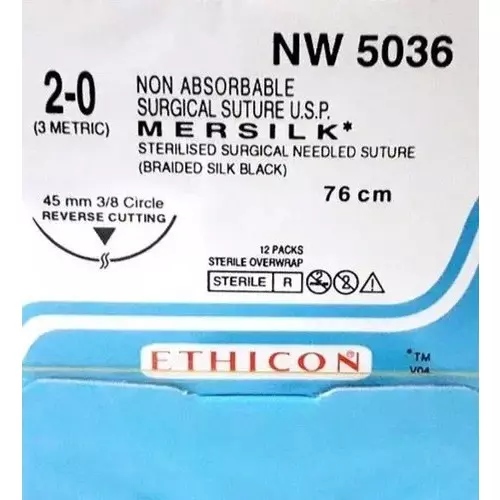 NW 5036
2-0
(3 METRIC)
NON ABSORBABLE
SURGICAL SUTURE U.S.P.
MERSILK*
STERILISED SURGICAL NEEDLED SUTURE
(BRAIDED SILK BLACK)
76 cm
45 mm 3/8 Circle
REVERSE CUTTING
12 PACKS
STERILE OVERWRAP
STERILE R
2
ETHICON®
*TM
V04